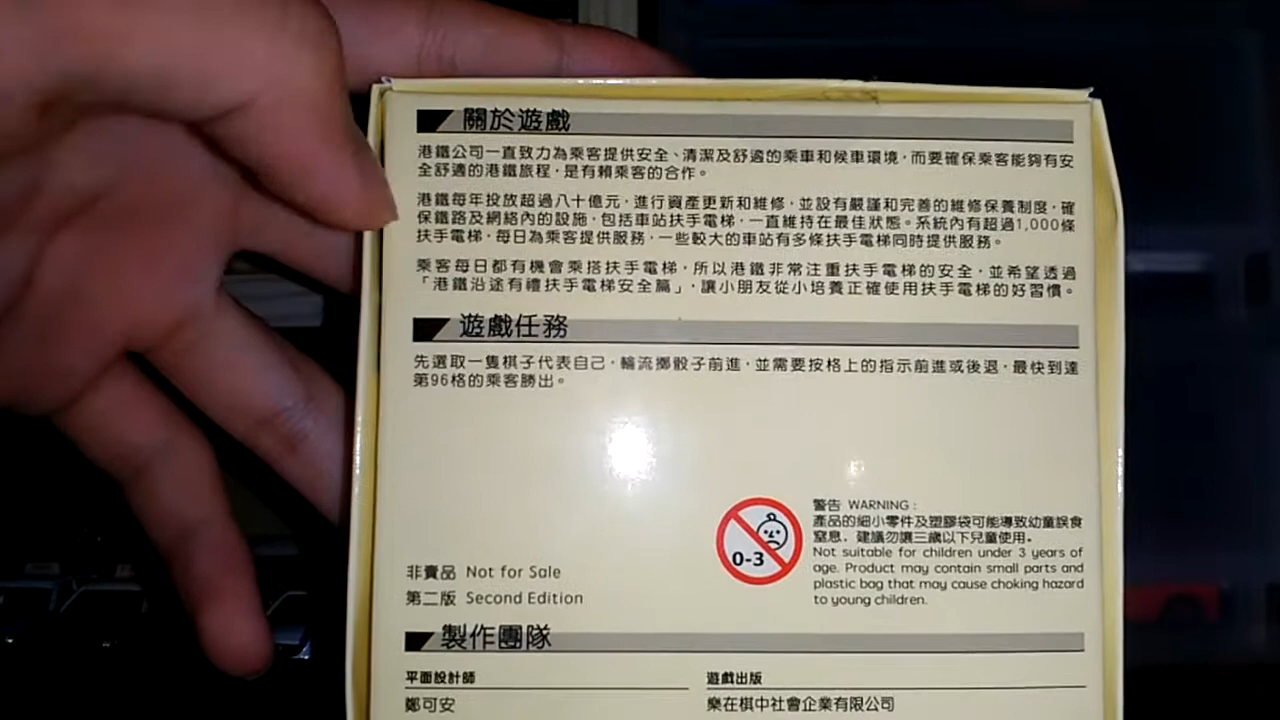 關於遊戲
港鐵公司一直致力為乘客提供安全、清潔及舒適的乘車和候車環境，而要確保乘客能夠有安
全舒適的港鐵旅程，是有賴乘客的合作。
港鐵每年投放超過八十億元，進行資產更新和維修，並設有嚴謹和完善的維修保養制度，確
保鐵路及網絡內的設施，包括車站扶手電梯，一直維持在最佳狀態。系統內有超過1,000條
扶手電梯，每日為乘客提供服務，一些較大的車站有多條扶手電梯同時提供服務。
乘客每日都有機會乘搭扶手電梯，所以港鐵非常注重扶手電梯的安全，並希望透過
「港鐵沿途有禮扶手電梯安全篇」，讓小朋友從小培養正確使用扶手電梯的好習慣。
遊戲任務
先選取一隻棋子代表自己，輪流擲骰子前進，並需要按格上的指示前進或後退，最快到達
第96格的乘客勝出。
0-3
警告 WARNING :
產品的細小零件及塑膠袋可能導致幼童誤食
窒息，建議勿讓三歲以下兒童使用。
Not suitable for children under 3 years of
age. Product may contain small parts and
plastic bag that may cause choking hazard
to young children.
非賣品 Not for Sale
第二版 Second Edition
製作團隊
平面設計師
鄭可安
遊戲出版
樂在棋中社會企業有限公司